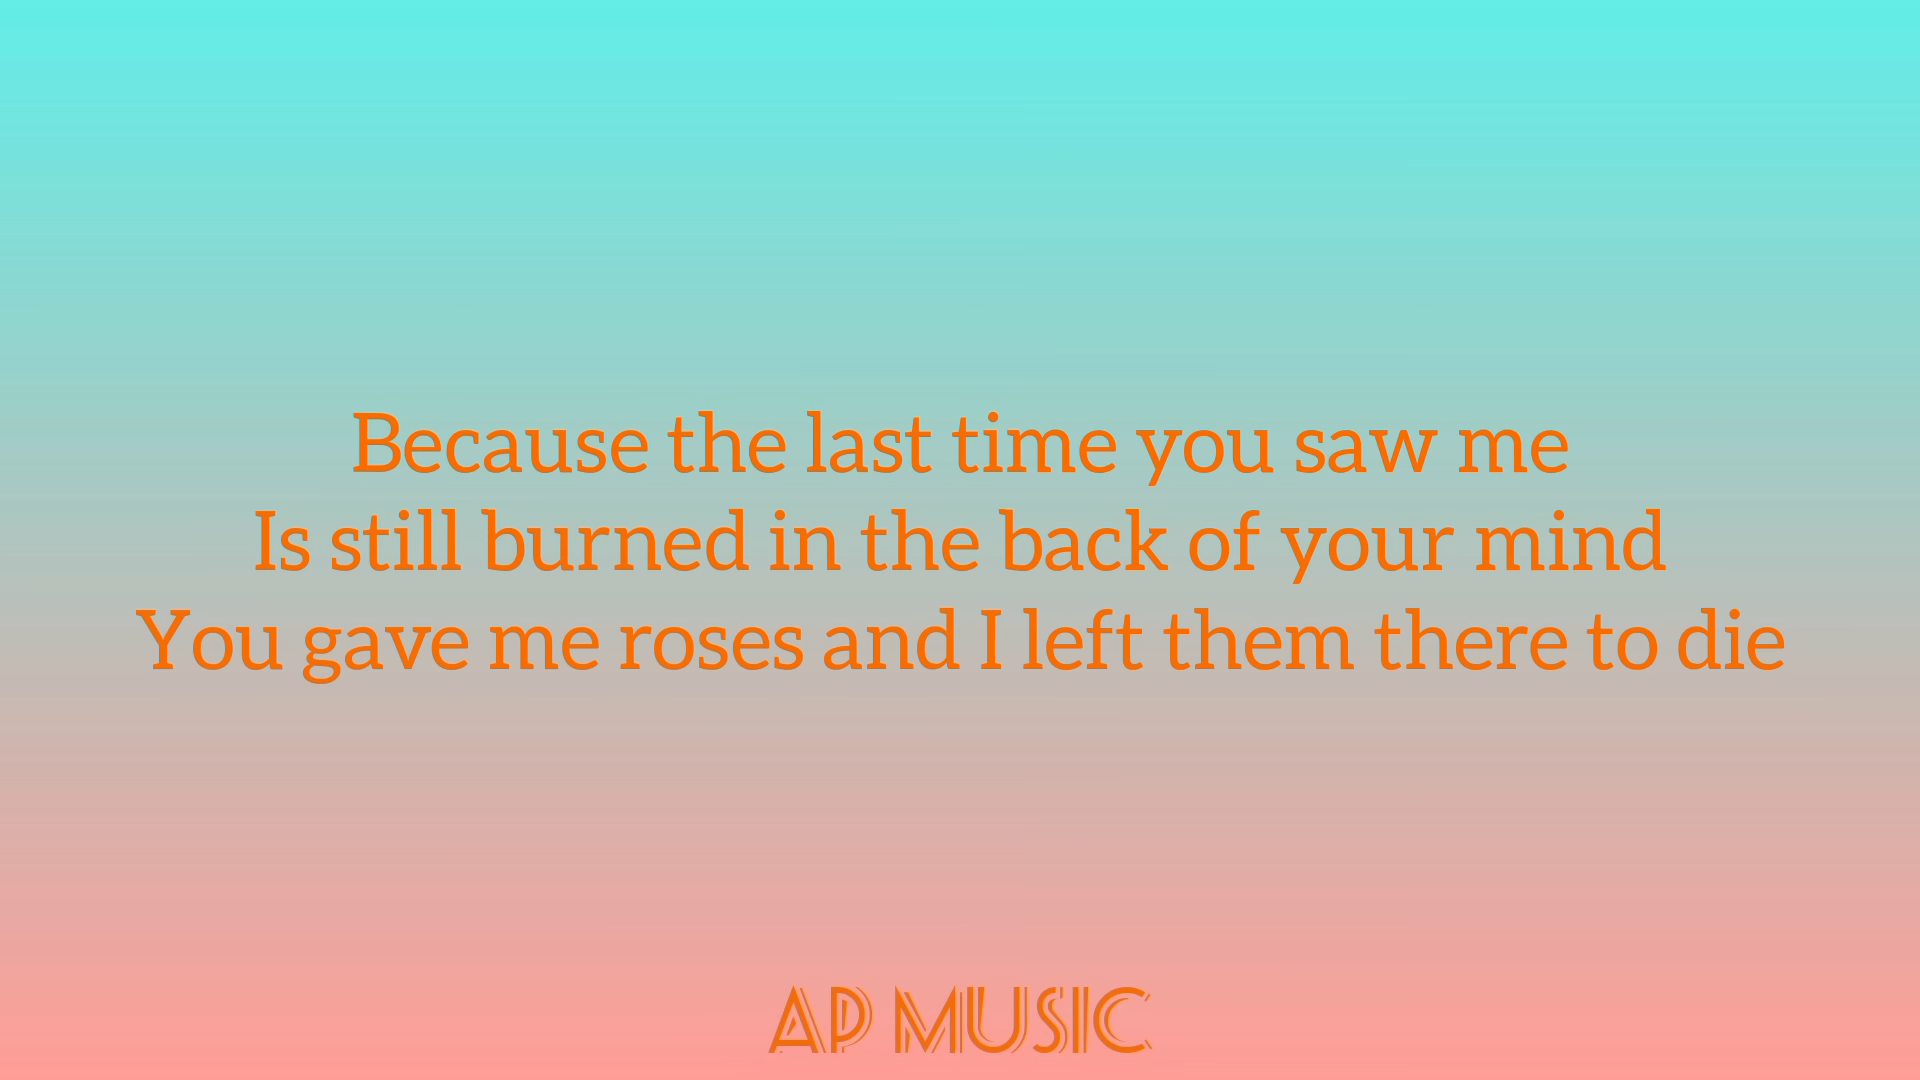 Because the last time you saw me
Is still burned in the back of your mind
You gave me roses and I left them there to die
AP MUSIC